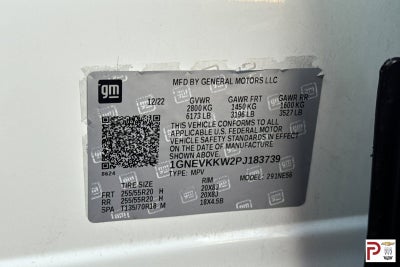 gm
MFD BY GENERAL MOTORS LLC
12/22 GVWR GAWR FRT GAWR RR
2800 KG 1450 KG 1600 KG
6173 LB 3196 LB 3527 LB
THIS VEHICLE CONFORMS TO ALL
APPLICABLE U.S. FEDERAL MOTOR
VEHICLE SAFETY STANDARDS IN EFFECT
ON THE DATE OF MANUFACTURE
SHOWN ABOVE.
1GNEVKKW2PJ183739
TYPE: MPV MODEL: 291NE56
TIRE SIZE RIM
FRT 255/55R20 H 20X8J
RR 255/55R20 H 20X8J
SPA T135/70R18 M 18X4.5B
P